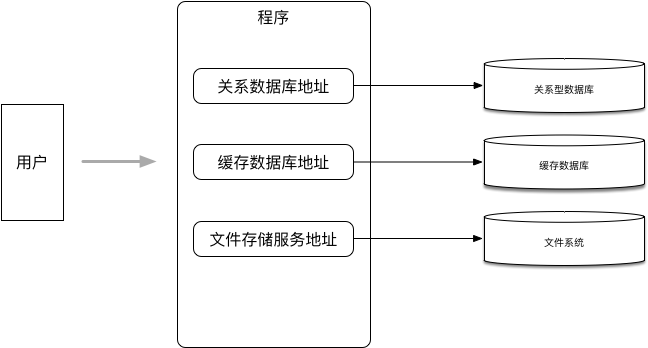 程序
用户
关系数据库地址
关系型数据库
缓存数据库地址
缓存数据库
文件存储服务地址
文件系统